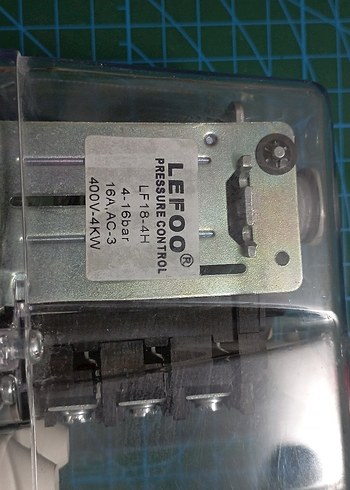 LEFOO®
PRESSURE CONTROL
LF18-4H
4-16bar
16A\AC-3
400V-4KW